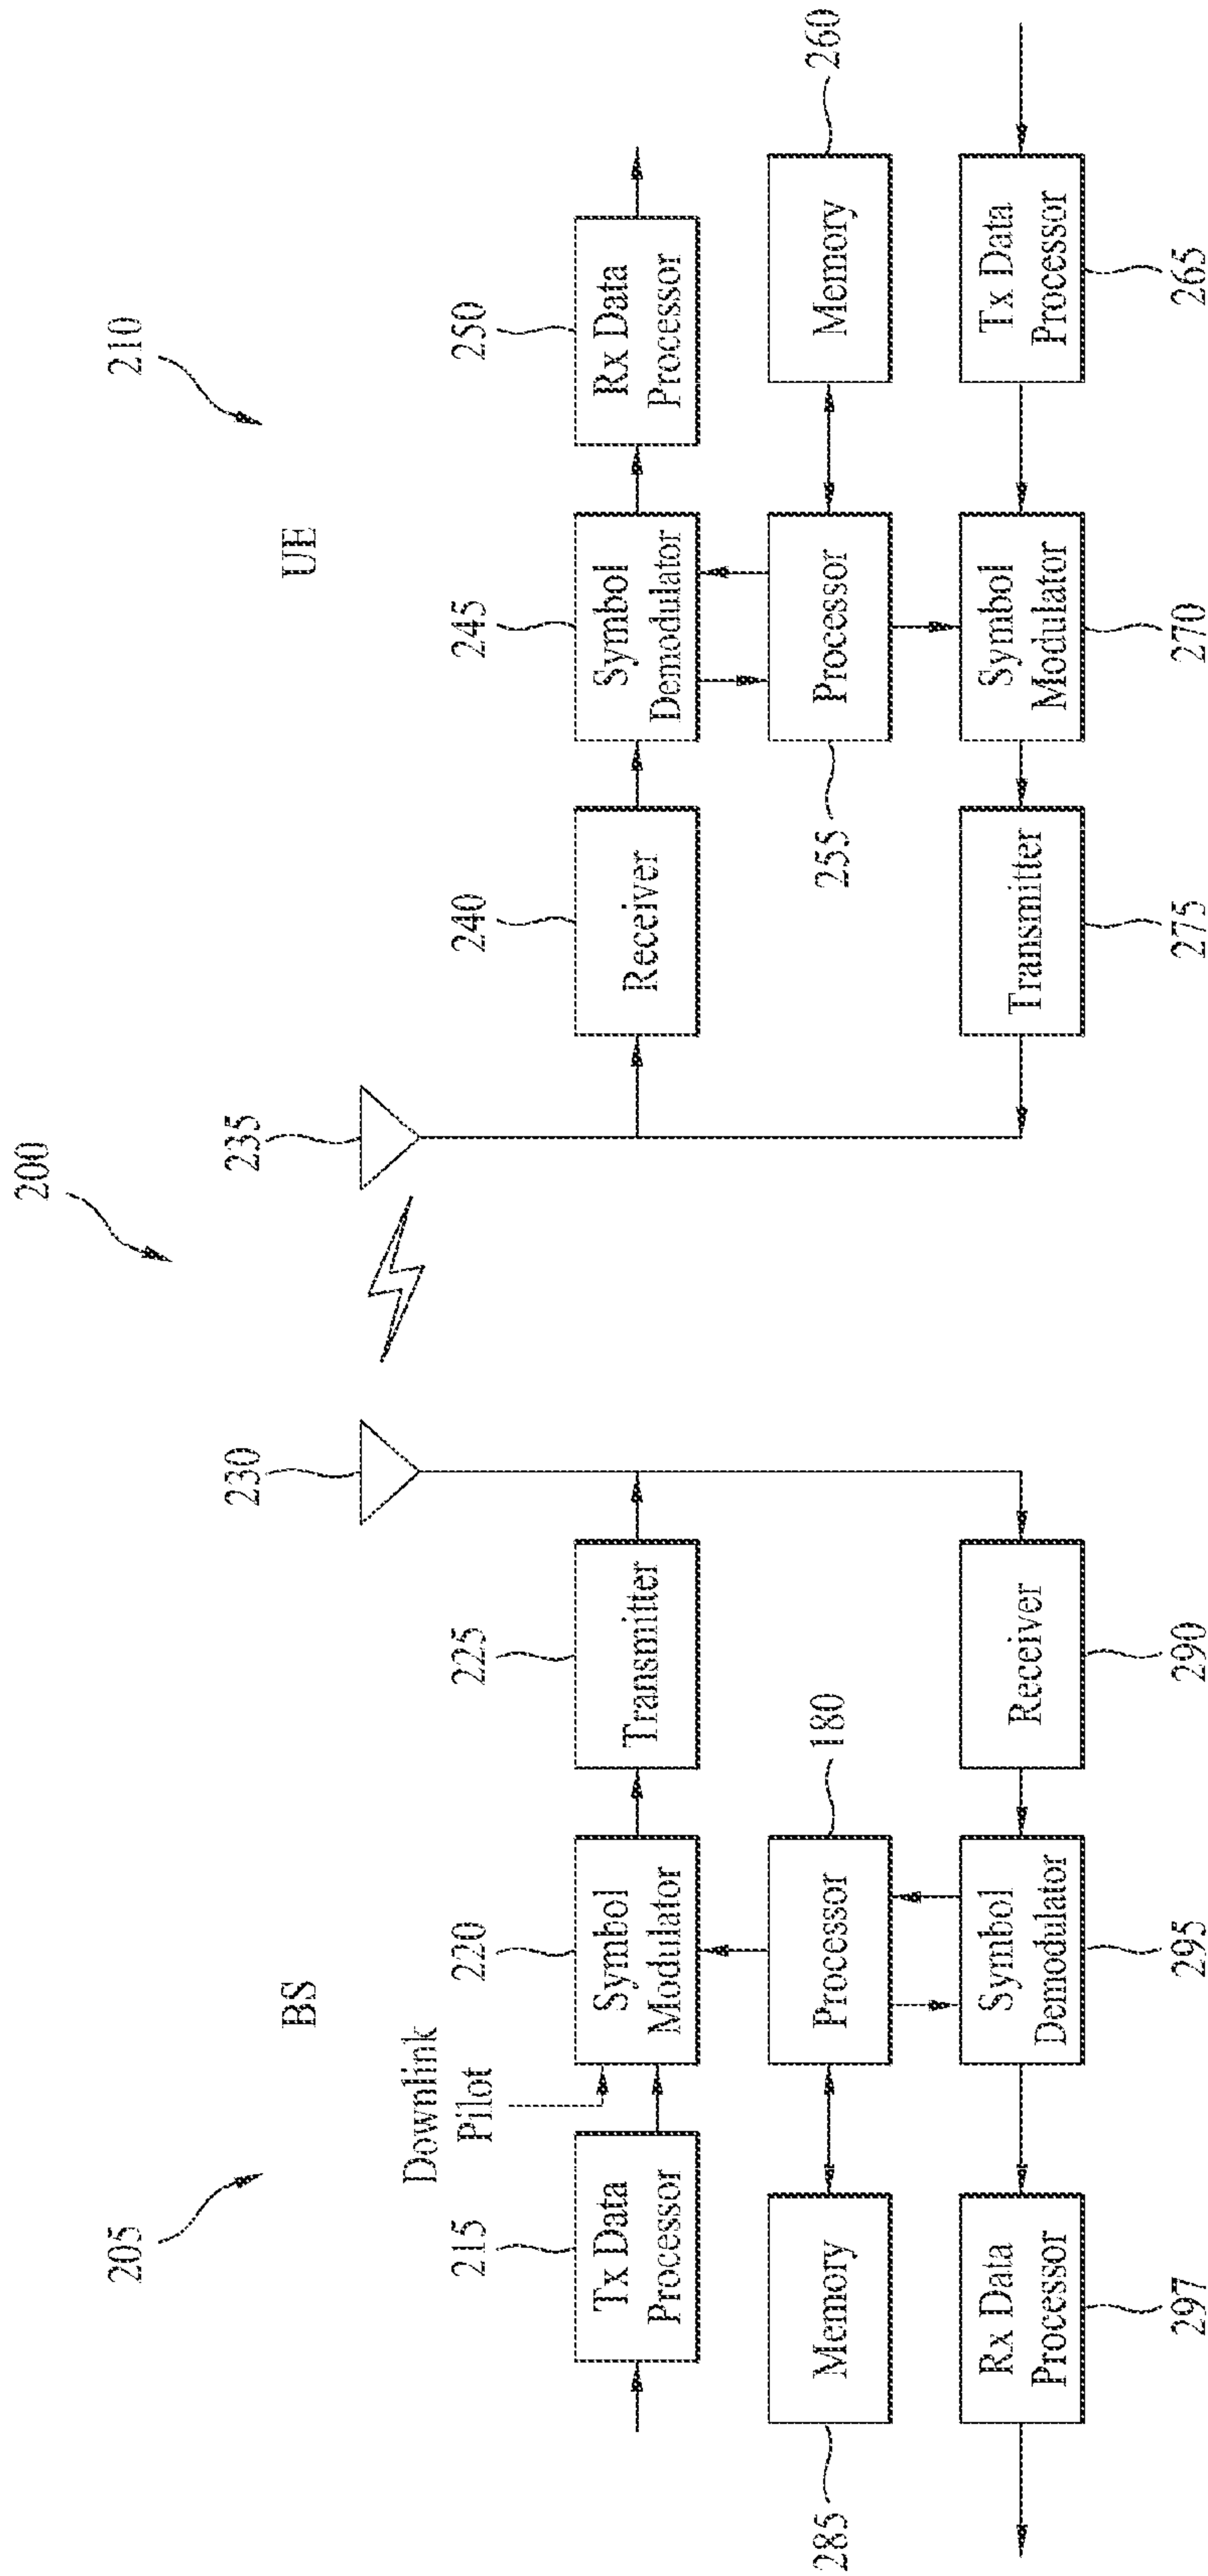 200
205
BS
210
UE
230
235
Downlink
Pilot
215
Tx Data
Processor
220
Symbol
Modulator
225
Transmitter
240
Receiver
245
Symbol
Demodulator
250
Rx Data
Processor
285
Memory
Processor
180
255
Processor
Memory
260
Rx Data
Processor
297
Symbol
Demodulator
295
Receiver
290
Transmitter
275
Symbol
Modulator
270
Tx Data
Processor
265